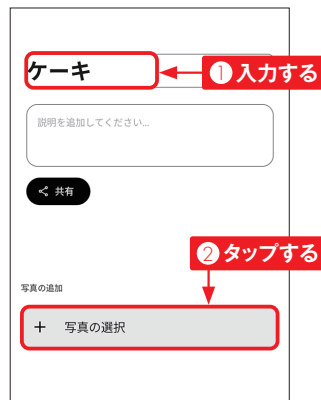 ケーキ
❶入力する
説明を追加してください...
共有
❷タップする
写真の追加
+ 写真の選択